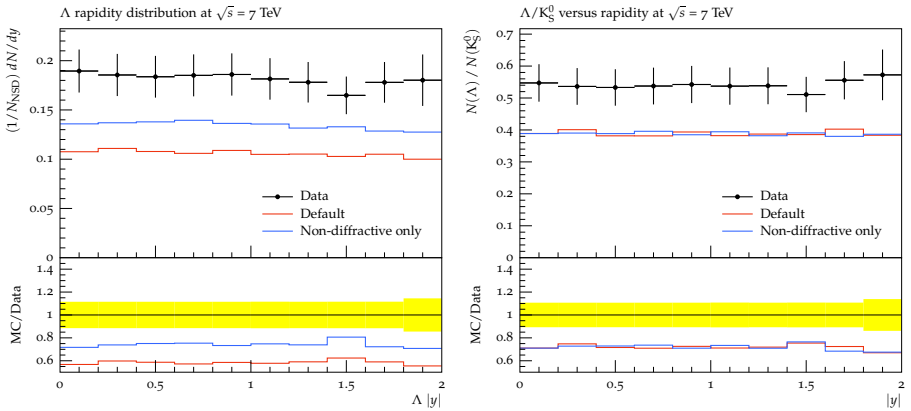 Λ rapidity distribution at √s = 7 TeV
(1/N_NSD) dN/dy
0.2
0.15
0.1
0.05
0
Data
Default
Non-diffractive only
MC/Data
1.4
1.2
1
0.8
0.6
0 0.5 1 1.5 2
Λ |y|
Λ/K⁰_S versus rapidity at √s = 7 TeV
N(Λ) / N(K⁰_S)
0.7
0.6
0.5
0.4
0.3
0.2
0.1
0
Data
Default
Non-diffractive only
MC/Data
1.4
1.2
1
0.8
0.6
0 0.5 1 1.5 2
|y|